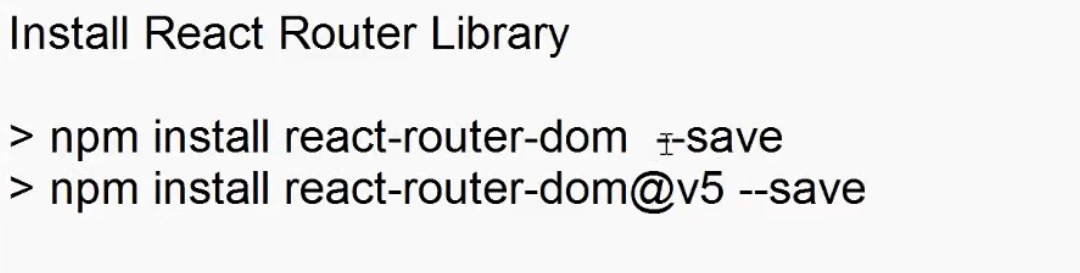 Install React Router Library
> npm install react-router-dom --save
> npm install react-router-dom@v5 --save